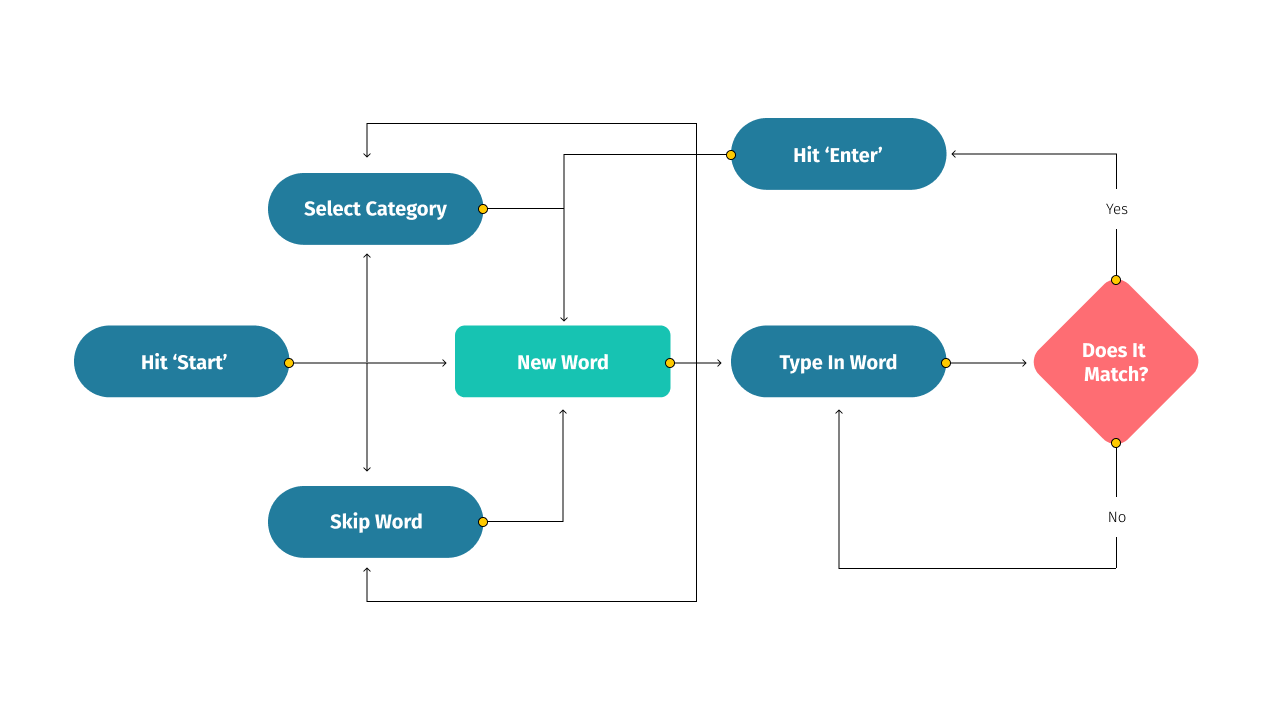 Hit ‘Enter’
Select Category
Yes
Hit ‘Start’
New Word
Type In Word
Does It
Match?
Skip Word
No